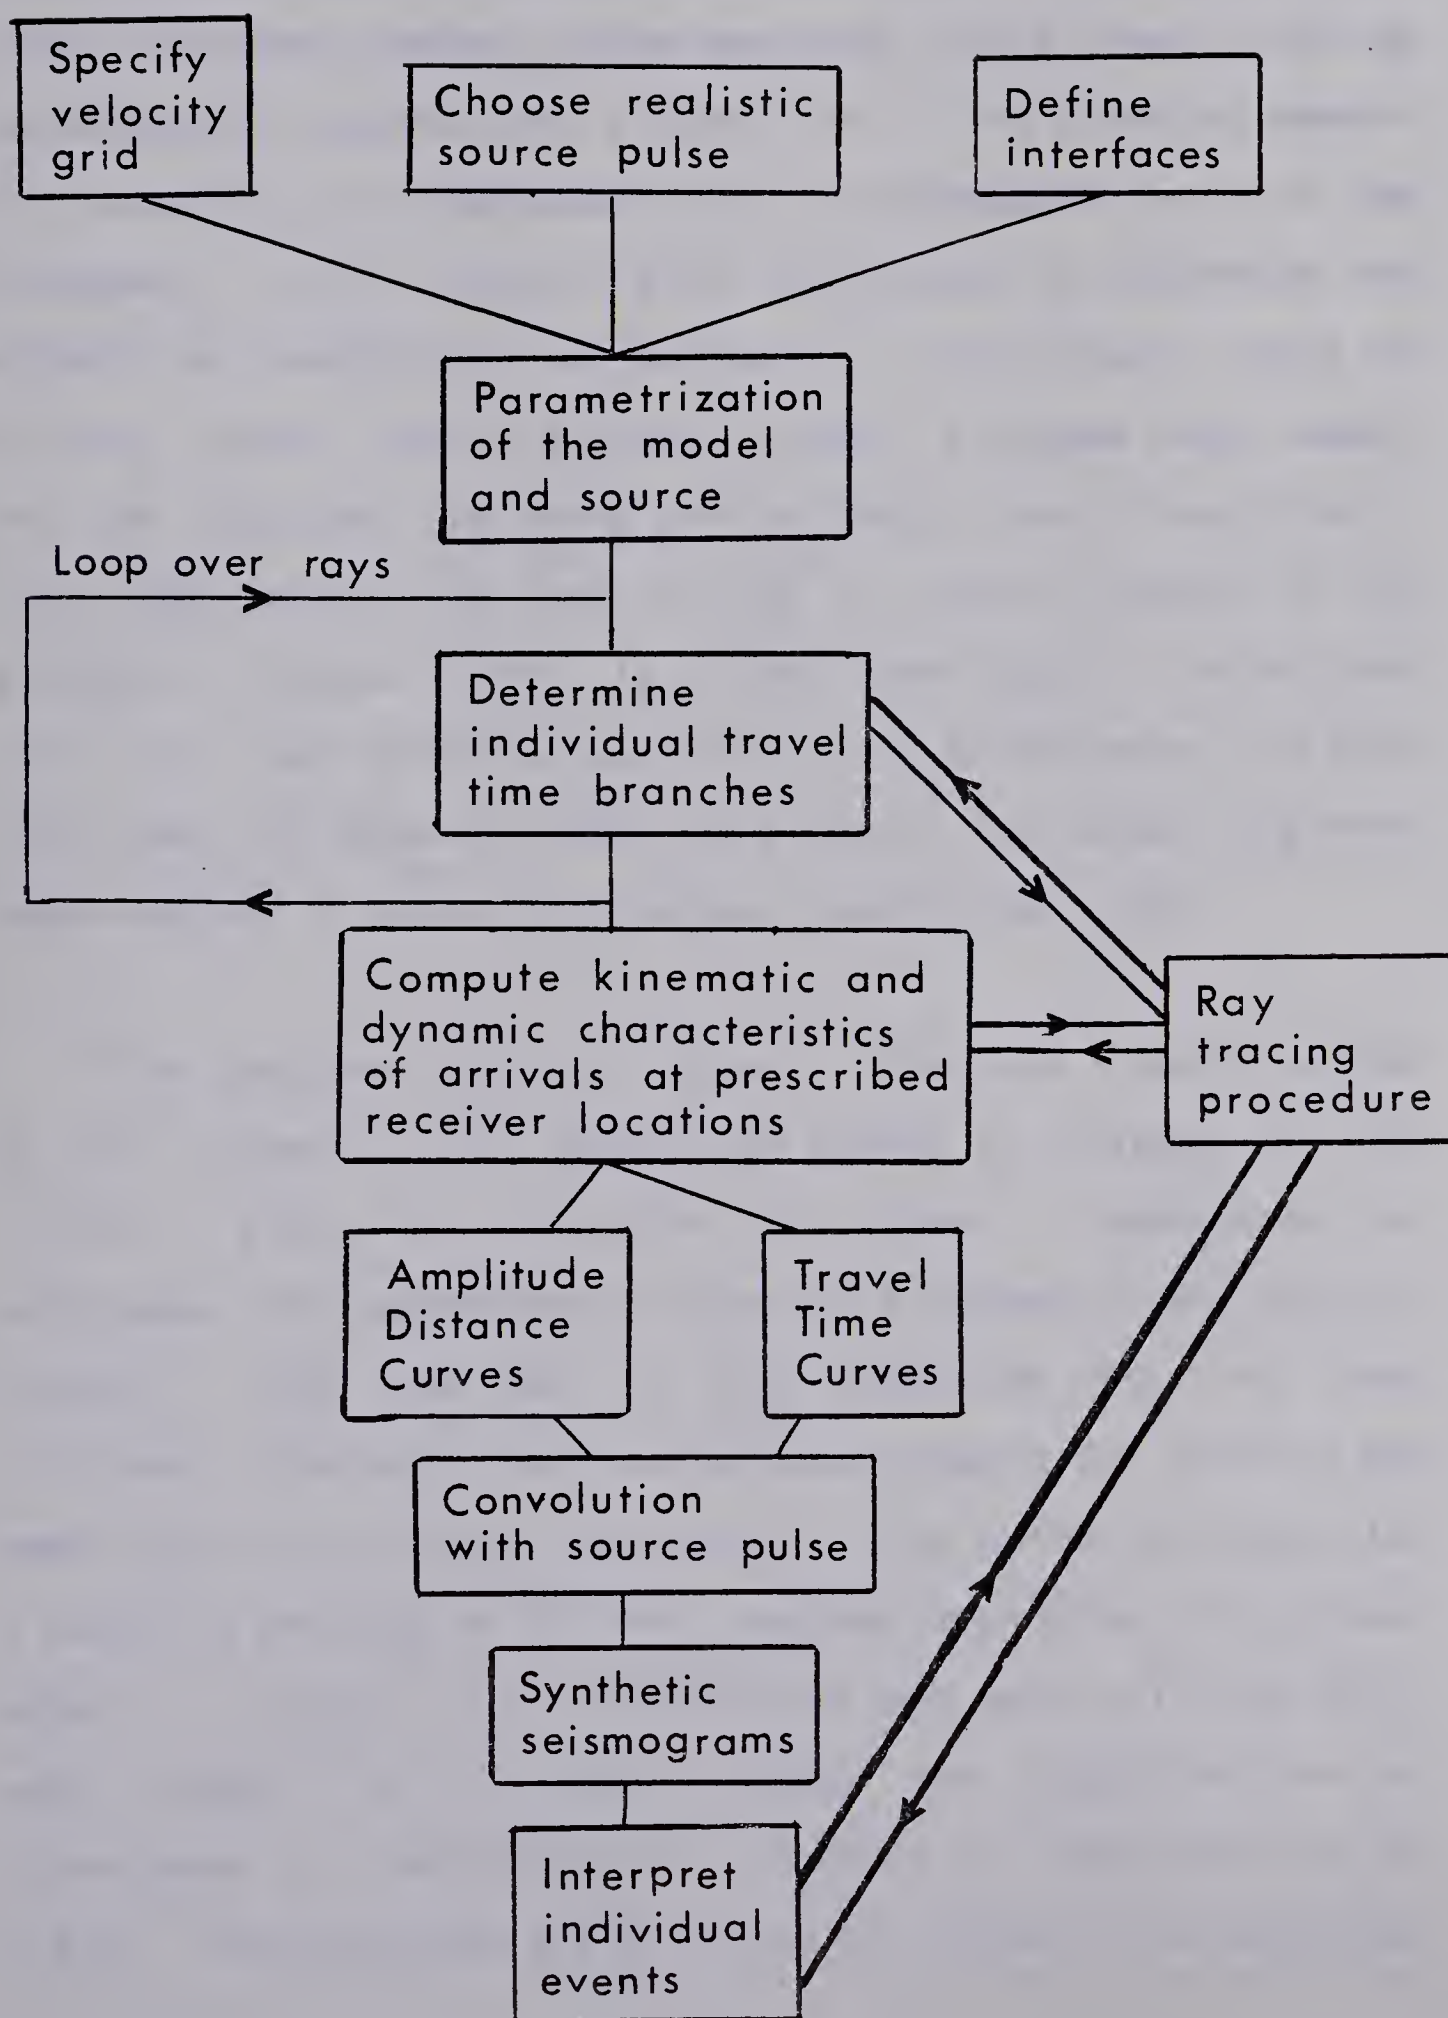 Specify
velocity
grid
Choose realistic
source pulse
Define
interfaces
Parametrization
of the model
and source
Loop over rays
Determine
individual travel
time branches
Compute kinematic and
dynamic characteristics
of arrivals at prescribed
receiver locations
Ray
tracing
procedure
Amplitude
Distance
Curves
Travel
Time
Curves
Convolution
with source pulse
Synthetic
seismograms
Interpret
individual
events